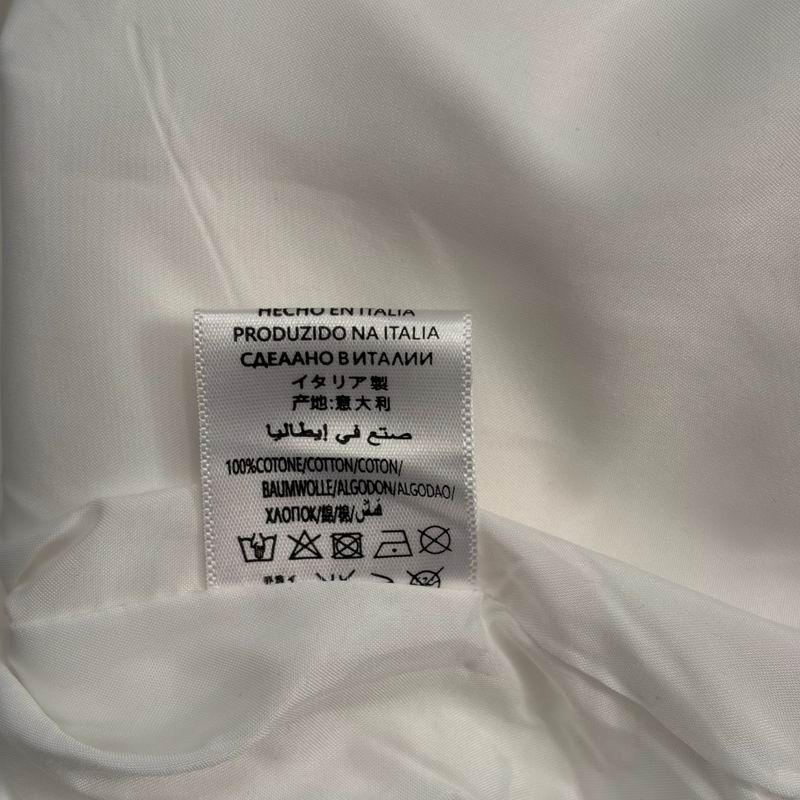 HECHO EN ITALIA
PRODUZIDO NA ITALIA
СДЕААНО В ИТАЛИИ
イタリア製
产地:意大利
صنع في إيطاليا
100%COTONE/COTTON/COTON/
BAUMWOLLE/ALGODON/ALGODAO/
ХЛОПОК/綿/棉/